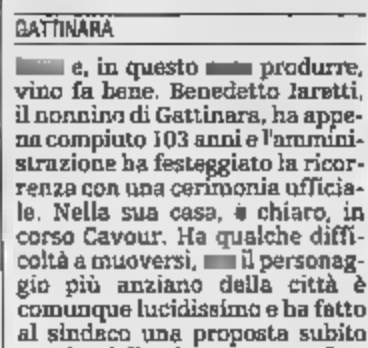 GATTINARA
e, in questo produrre,
vino fa bene. Benedetto Iaretti,
il nonnino di Gattinara, ha appe-
na compiuto 103 anni e l'ammini-
strazione ha festeggiato la ricor-
renza con una cerimonia ufficia-
le. Nella sua casa, chiaro, in
corso Cavour. Ha qualche diffi-
coltà a muoversi, il personag-
gio più anziano della città è
comunque lucidissimo e ha fatto
al sindaco una proposta subito